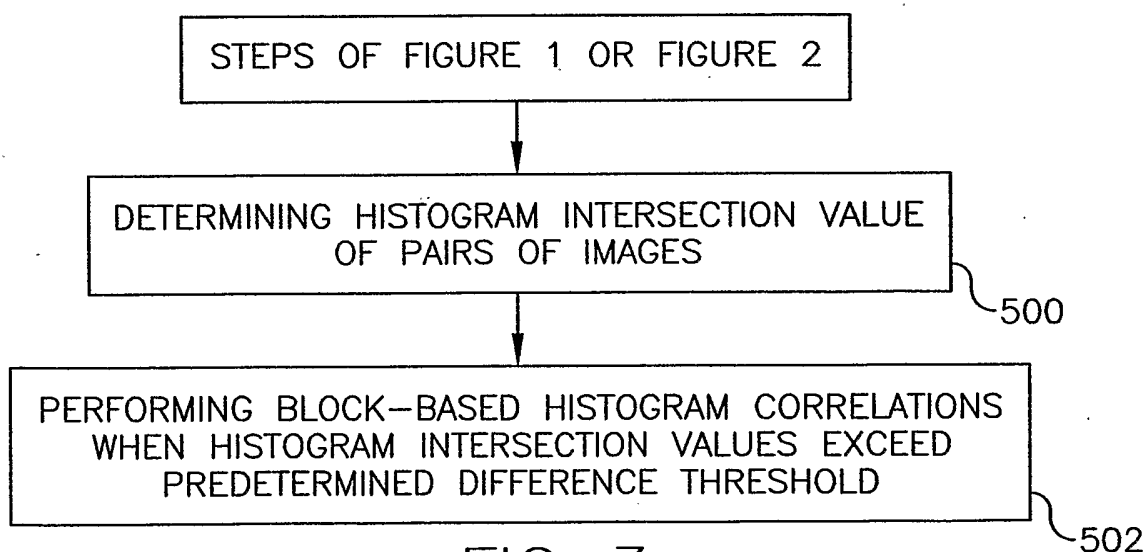 STEPS OF FIGURE 1 OR FIGURE 2
DETERMINING HISTOGRAM INTERSECTION VALUE
OF PAIRS OF IMAGES
500
PERFORMING BLOCK-BASED HISTOGRAM CORRELATIONS
WHEN HISTOGRAM INTERSECTION VALUES EXCEED
PREDETERMINED DIFFERENCE THRESHOLD
502